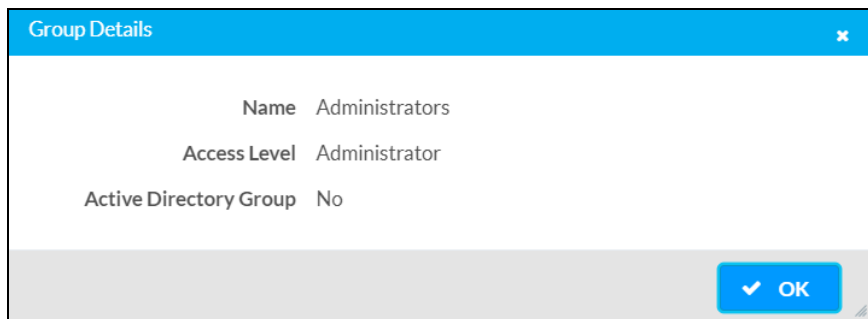 Group Details
Name Administrators
Access Level Administrator
Active Directory Group No
OK